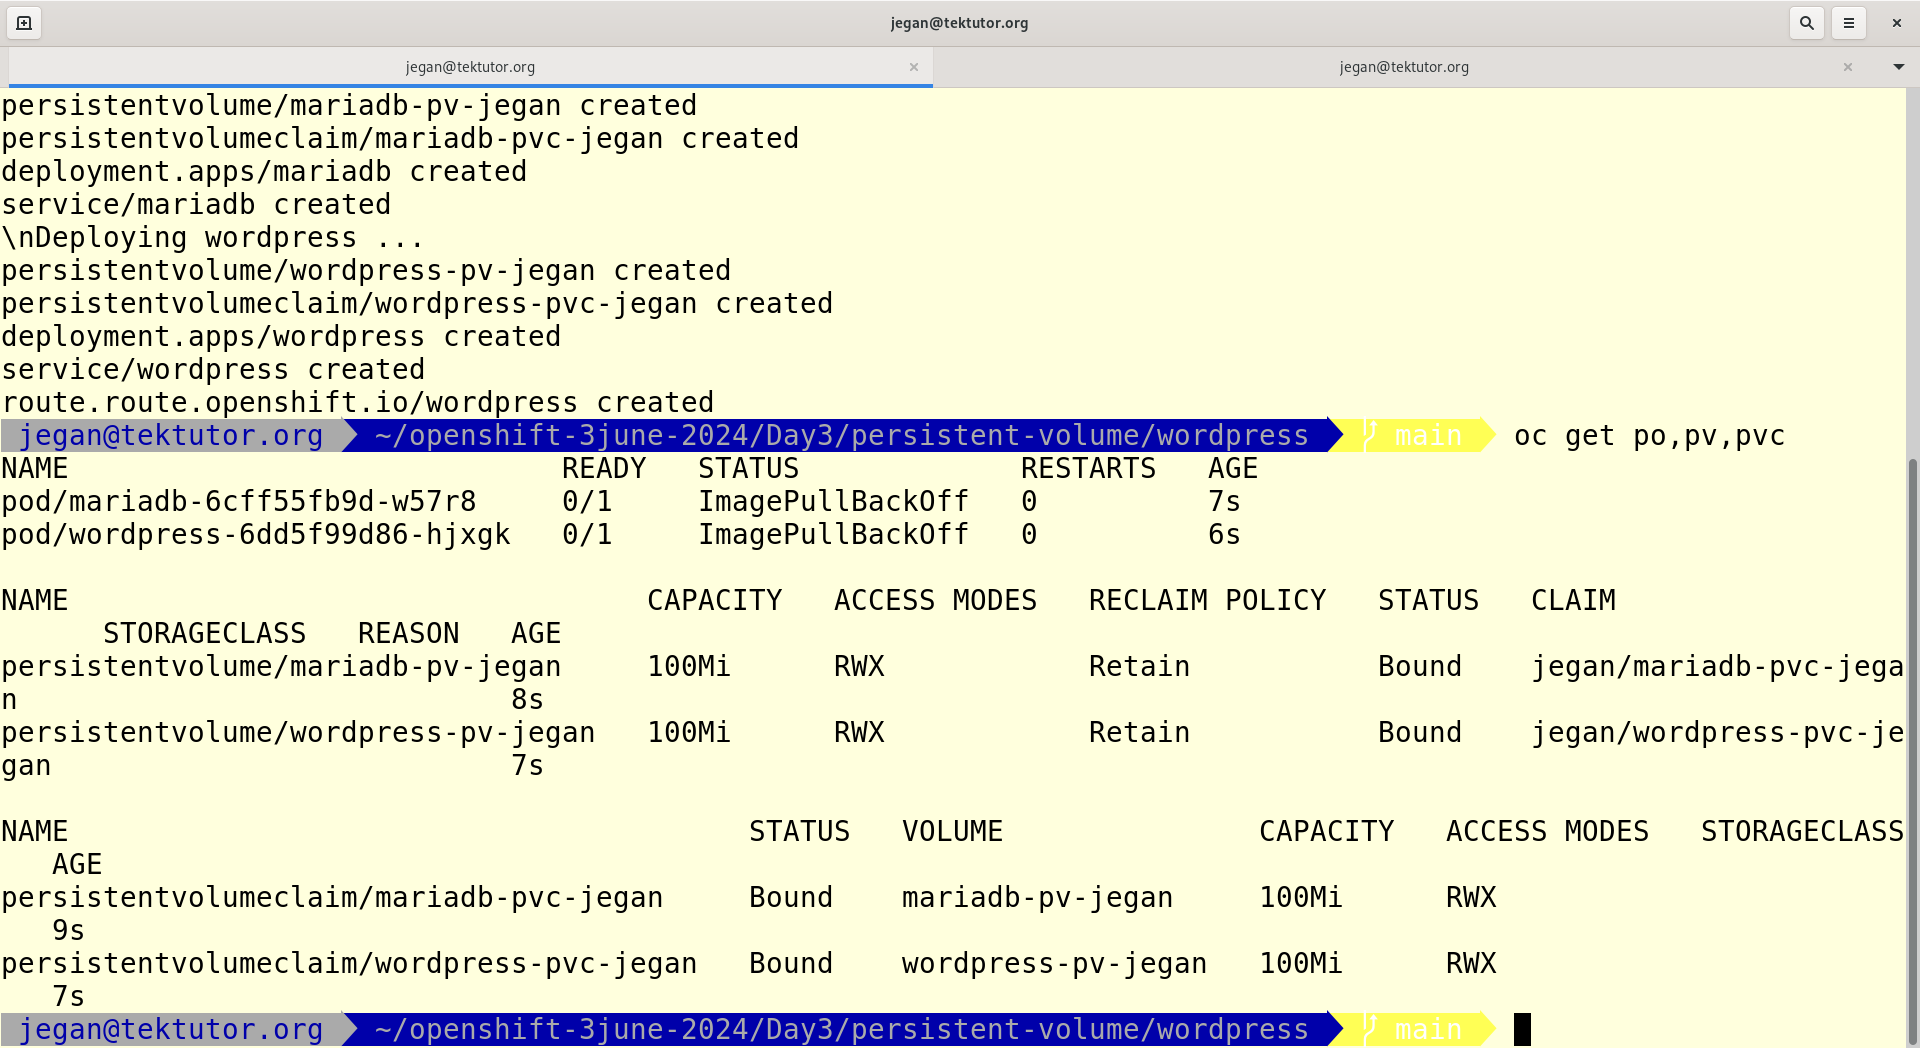 jegan@tektutor.org
jegan@tektutor.org jegan@tektutor.org
persistentvolume/mariadb-pv-jegan created
persistentvolumeclaim/mariadb-pvc-jegan created
deployment.apps/mariadb created
service/mariadb created
\nDeploying wordpress ...
persistentvolume/wordpress-pv-jegan created
persistentvolumeclaim/wordpress-pvc-jegan created
deployment.apps/wordpress created
service/wordpress created
route.route.openshift.io/wordpress created
jegan@tektutor.org ~/openshift-3june-2024/Day3/persistent-volume/wordpress main oc get po,pv,pvc
NAME READY STATUS RESTARTS AGE
pod/mariadb-6cff55fb9d-w57r8 0/1 ImagePullBackOff 0 7s
pod/wordpress-6dd5f99d86-hjxgk 0/1 ImagePullBackOff 0 6s
NAME CAPACITY ACCESS MODES RECLAIM POLICY STATUS CLAIM
STORAGECLASS REASON AGE
persistentvolume/mariadb-pv-jegan 100Mi RWX Retain Bound jegan/mariadb-pvc-jega
n 8s
persistentvolume/wordpress-pv-jegan 100Mi RWX Retain Bound jegan/wordpress-pvc-je
gan 7s
NAME STATUS VOLUME CAPACITY ACCESS MODES STORAGECLASS
AGE
persistentvolumeclaim/mariadb-pvc-jegan Bound mariadb-pv-jegan 100Mi RWX
9s
persistentvolumeclaim/wordpress-pvc-jegan Bound wordpress-pv-jegan 100Mi RWX
7s
jegan@tektutor.org ~/openshift-3june-2024/Day3/persistent-volume/wordpress main